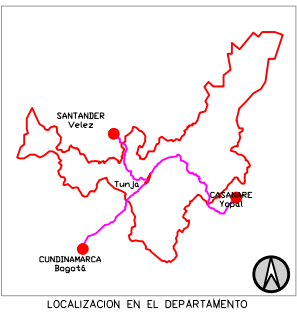 SANTANDER
Velez
Tunja
CASANARE
Yopal
CUNDINAMARCA
Bogotá
LOCALIZACION EN EL DEPARTAMENTO